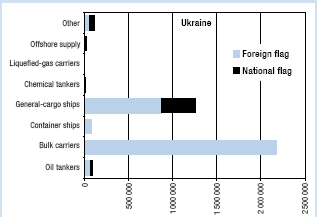 Ukraine
Other
Offshore supply
Liquefied-gas carriers
Chemical tankers
General-cargo ships
Container ships
Bulk carriers
Oil tankers
Foreign flag
National flag
0
500 000
1 000 000
1 500 000
2 000 000
2 500 000